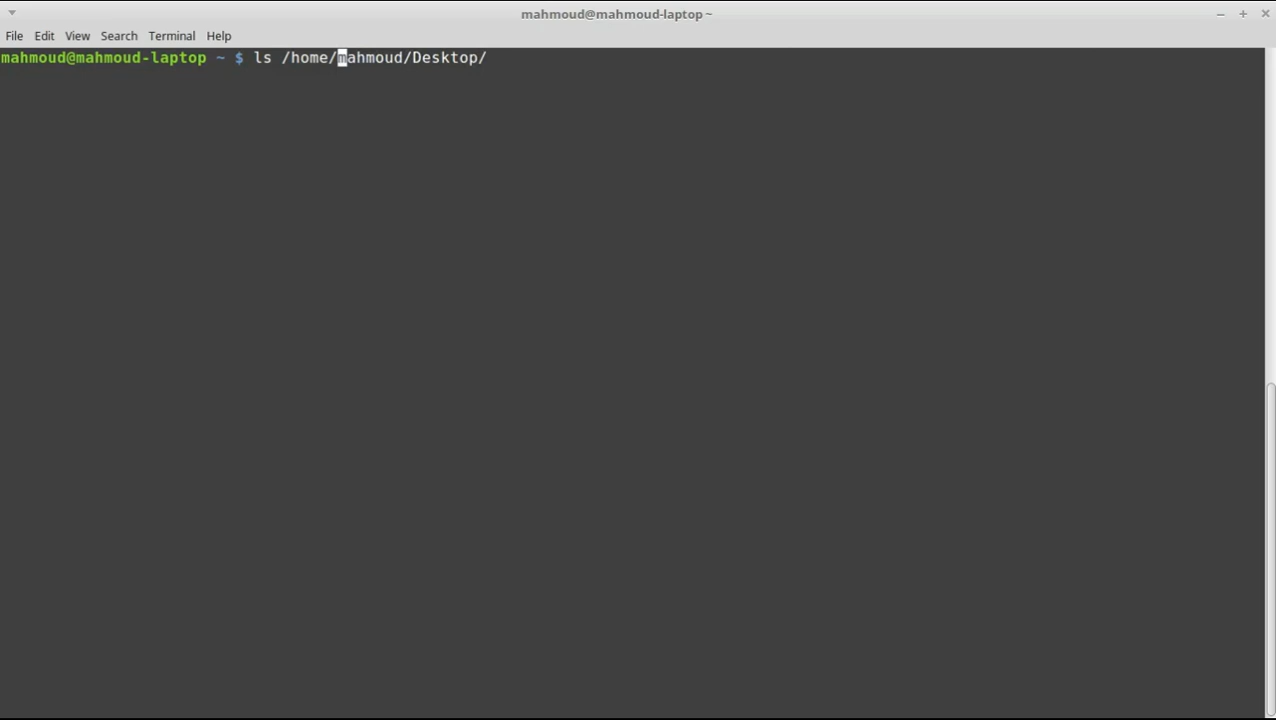 mahmoud@mahmoud-laptop ~
File Edit View Search Terminal Help
mahmoud@mahmoud-laptop ~ $ ls /home/mahmoud/Desktop/